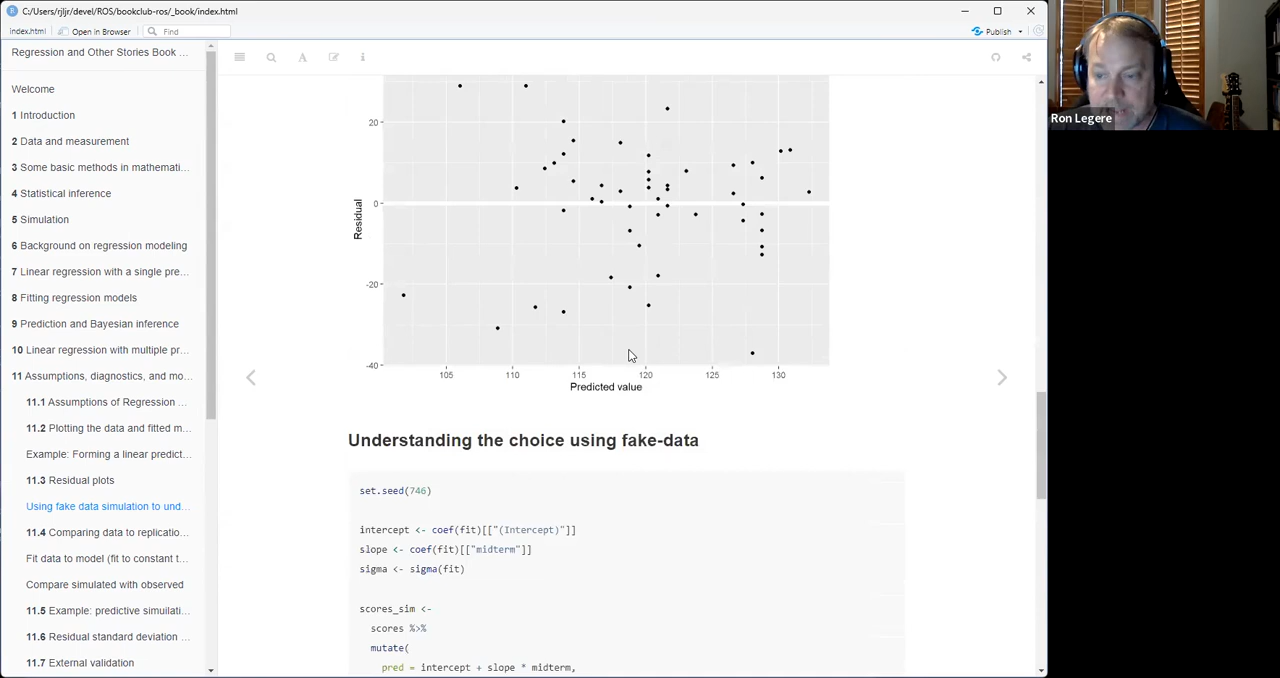 C:/Users/rjljr/devel/ROS/bookclub-ros/_book/index.html
index.html
Open in Browser
Find
Publish
Regression and Other Stories Book ...
Welcome
1 Introduction
2 Data and measurement
3 Some basic methods in mathemati...
4 Statistical inference
5 Simulation
6 Background on regression modeling
7 Linear regression with a single pre...
8 Fitting regression models
9 Prediction and Bayesian inference
10 Linear regression with multiple pr...
11 Assumptions, diagnostics, and mo...
11.1 Assumptions of Regression ...
11.2 Plotting the data and fitted m...
Example: Forming a linear predict...
11.3 Residual plots
Using fake data simulation to und...
11.4 Comparing data to replicatio...
Fit data to model (fit to constant t...
Compare simulated with observed
11.5 Example: predictive simuilati...
11.6 Residual standard deviation ...
11.7 External validation
20
0
-20
-40
Residual
105 110 115 120 125 130
Predicted value
Understanding the choice using fake-data
set.seed(746)
intercept <- coef(fit)[["(Intercept)"]]
slope <- coef(fit)[["midterm"]]
sigma <- sigma(fit)
scores_sim <-
scores %>%
mutate(
pred = intercept + slope * midterm,
Ron Legere